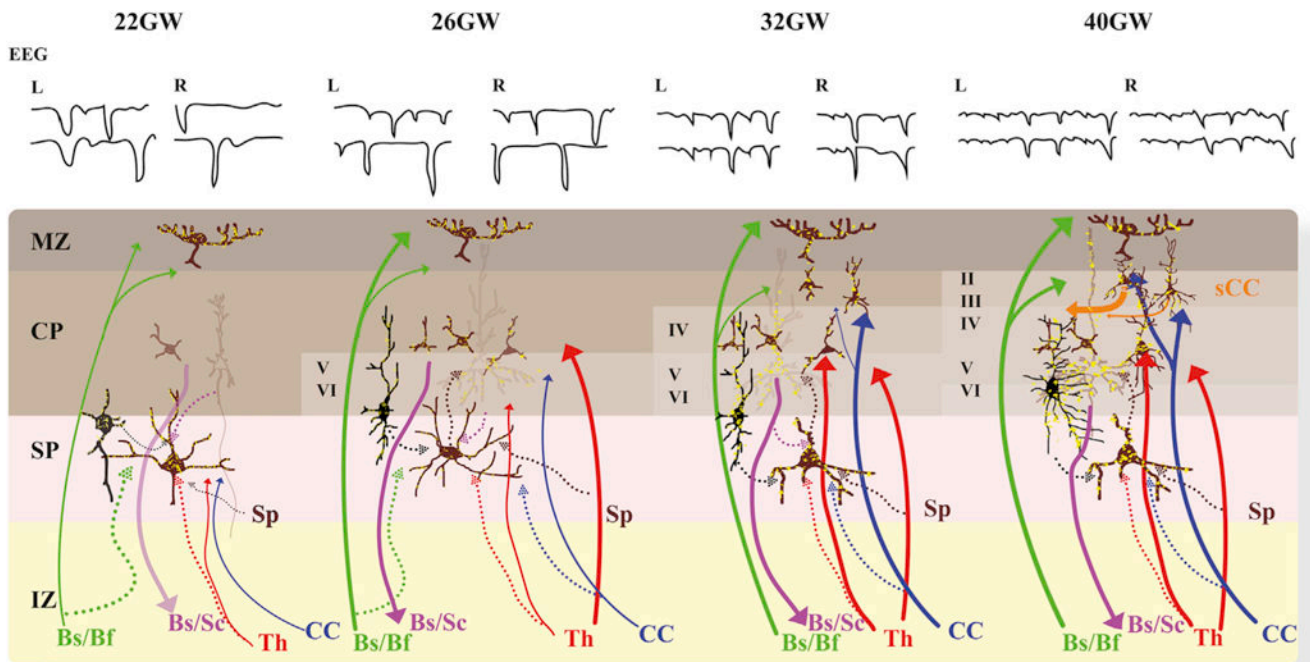 22GW 26GW 32GW 40GW
EEG
L R L R L R L R
MZ
CP
SP
IZ
V
VI
IV
V
VI
II
III
IV
V
VI
sCC
Sp Sp Sp
Bs/Bf Bs/Sc Th CC
Bs/Bf Bs/Sc Th CC
Bs/Bf Bs/Sc Th CC
Bs/Bf Bs/Sc Th CC